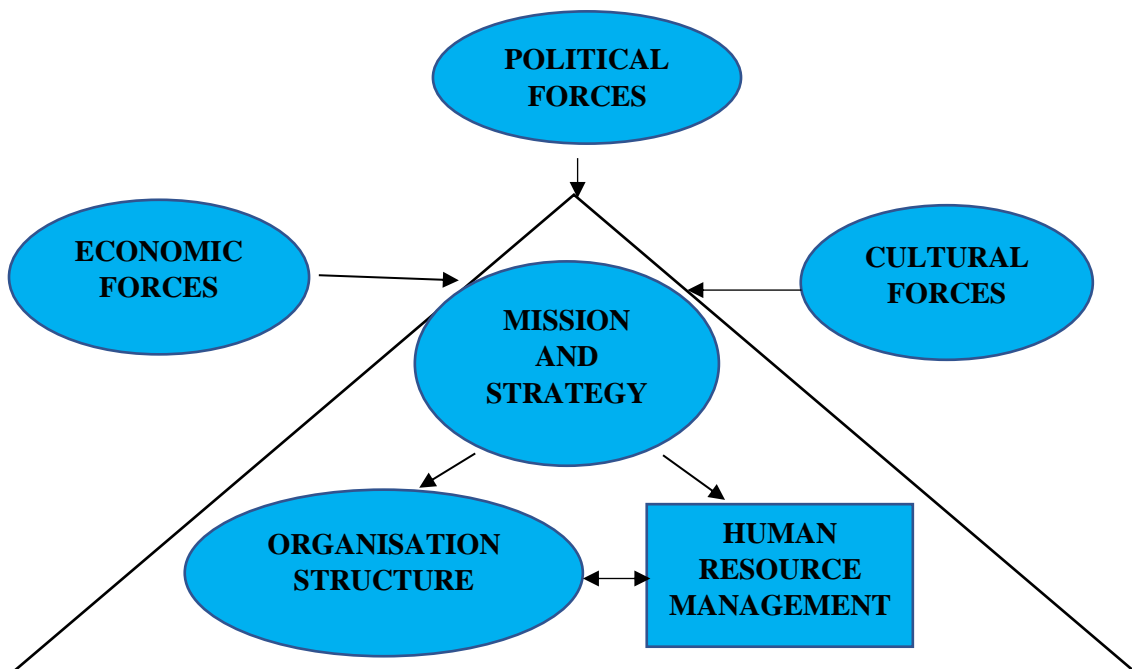 POLITICAL
FORCES
ECONOMIC
FORCES
CULTURAL
FORCES
MISSION
AND
STRATEGY
ORGANISATION
STRUCTURE
HUMAN
RESOURCE
MANAGEMENT